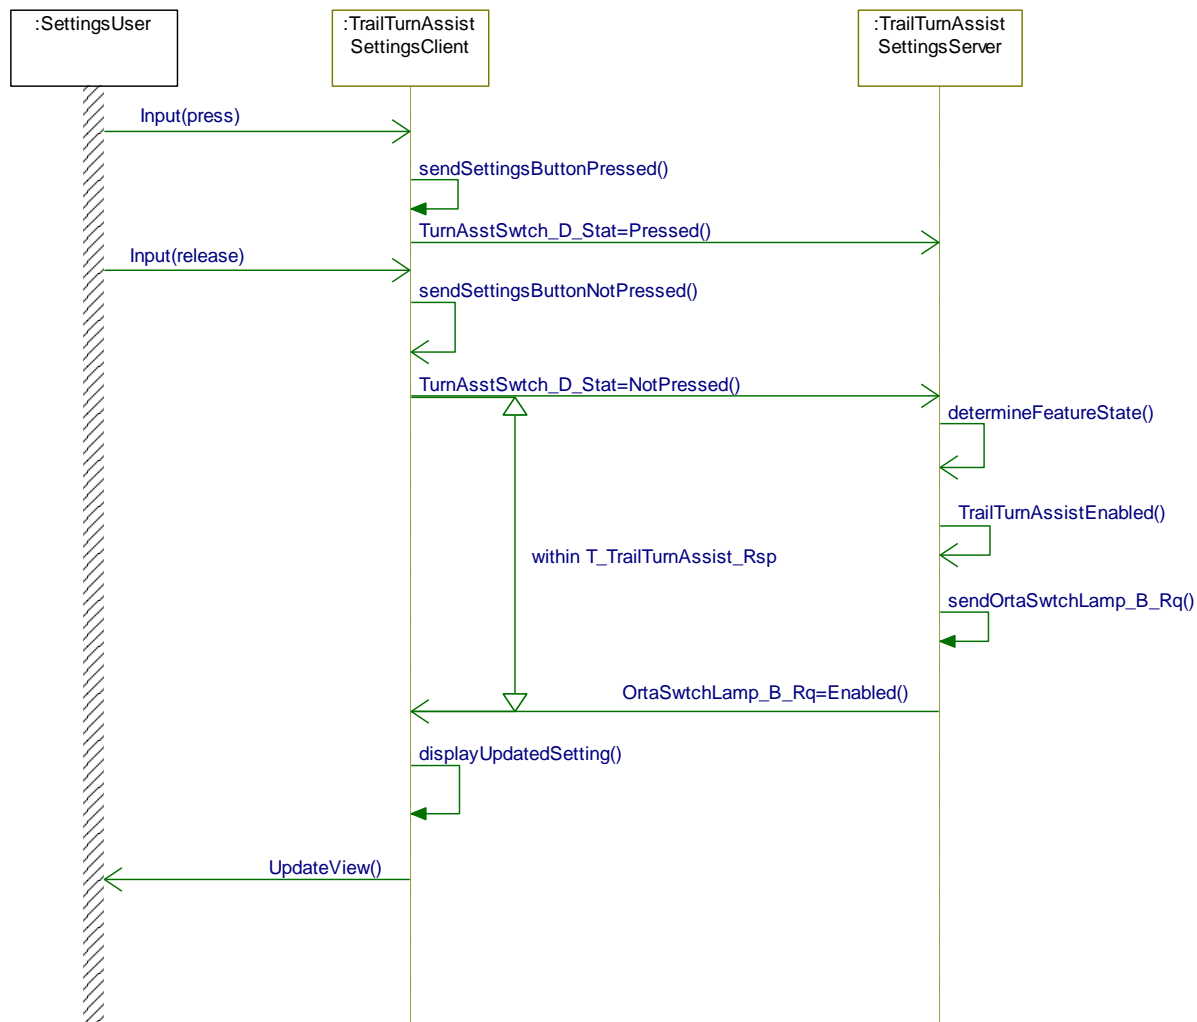 :SettingsUser
:TrailTurnAssist
SettingsClient
:TrailTurnAssist
SettingsServer
Input(press)
sendSettingsButtonPressed()
TurnAsstSwtch_D_Stat=Pressed()
Input(release)
sendSettingsButtonNotPressed()
TurnAsstSwtch_D_Stat=NotPressed()
determineFeatureState()
TrailTurnAssistEnabled()
within T_TrailTurnAssist_Rsp
sendOrtaSwtchLamp_B_Rq()
OrtaSwtchLamp_B_Rq=Enabled()
displayUpdatedSetting()
UpdateView()